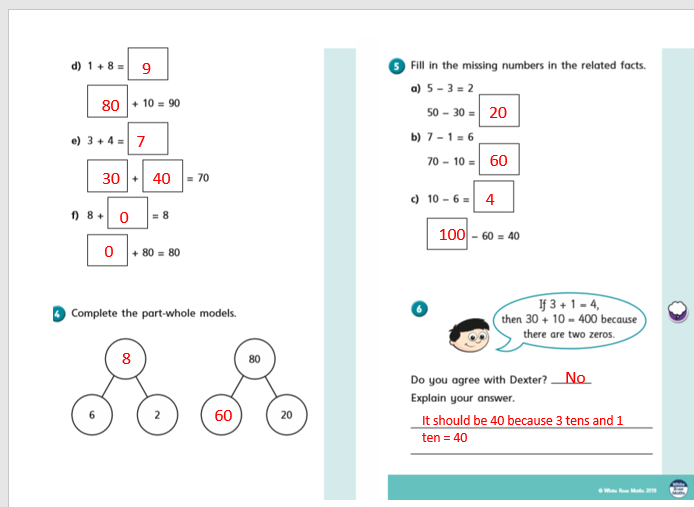 d) 1 + 8 = 9
80 + 10 = 90
e) 3 + 4 = 7
30 + 40 = 70
f) 8 + 0 = 8
0 + 80 = 80
4 Complete the part-whole models.
8
6 2
80
60 20
5 Fill in the missing numbers in the related facts.
a) 5 – 3 = 2
50 – 30 = 20
b) 7 – 1 = 6
70 – 10 = 60
c) 10 – 6 = 4
100 – 60 = 40
6
If 3 + 1 = 4,
then 30 + 10 = 400 because
there are two zeros.
Do you agree with Dexter? No
Explain your answer.
It should be 40 because 3 tens and 1
ten = 40
© White Rose Maths 2019
White Rose Maths